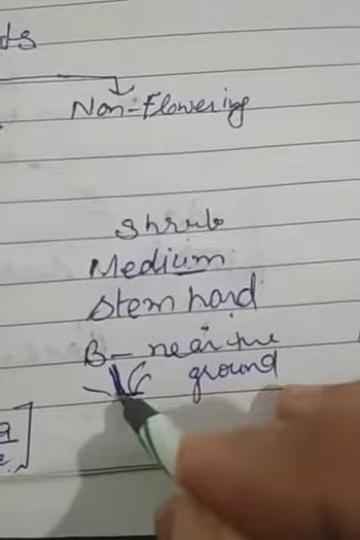 Non-Flowering
Shrub
Medium
Stem hard
B- near the
ground